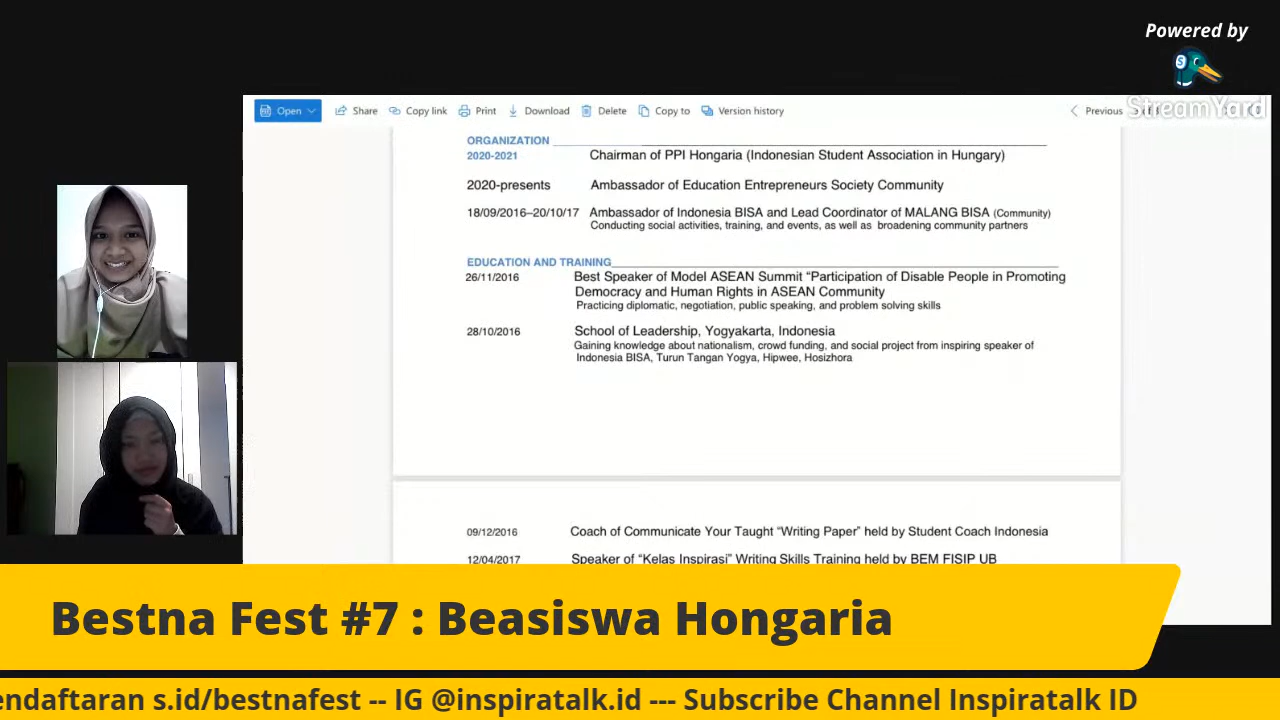 Powered by
StreamYard
Open Share Copy link Print Download Delete Copy to Version history Previous
ORGANIZATION
2020-2021 Chairman of PPI Hongaria (Indonesian Student Association in Hungary)
2020-presents Ambassador of Education Entrepreneurs Society Community
18/09/2016–20/10/17 Ambassador of Indonesia BISA and Lead Coordinator of MALANG BISA (Community)
Conducting social activities, training, and events, as well as broadening community partners
EDUCATION AND TRAINING
26/11/2016 Best Speaker of Model ASEAN Summit “Participation of Disable People in Promoting
Democracy and Human Rights in ASEAN Community
Practicing diplomatic, negotiation, public speaking, and problem solving skills
28/10/2016 School of Leadership, Yogyakarta, Indonesia
Gaining knowledge about nationalism, crowd funding, and social project from inspiring speaker of
Indonesia BISA, Turun Tangan Yogya, Hipwee, Hosizhora
09/12/2016 Coach of Communicate Your Taught “Writing Paper” held by Student Coach Indonesia
12/04/2017 Speaker of “Kelas Inspirasi” Writing Skills Training held by BEM FISIP UB
Bestna Fest #7 : Beasiswa Hongaria
endaftaran s.id/bestnafest -- IG @inspiratalk.id --- Subscribe Channel Inspiratalk ID